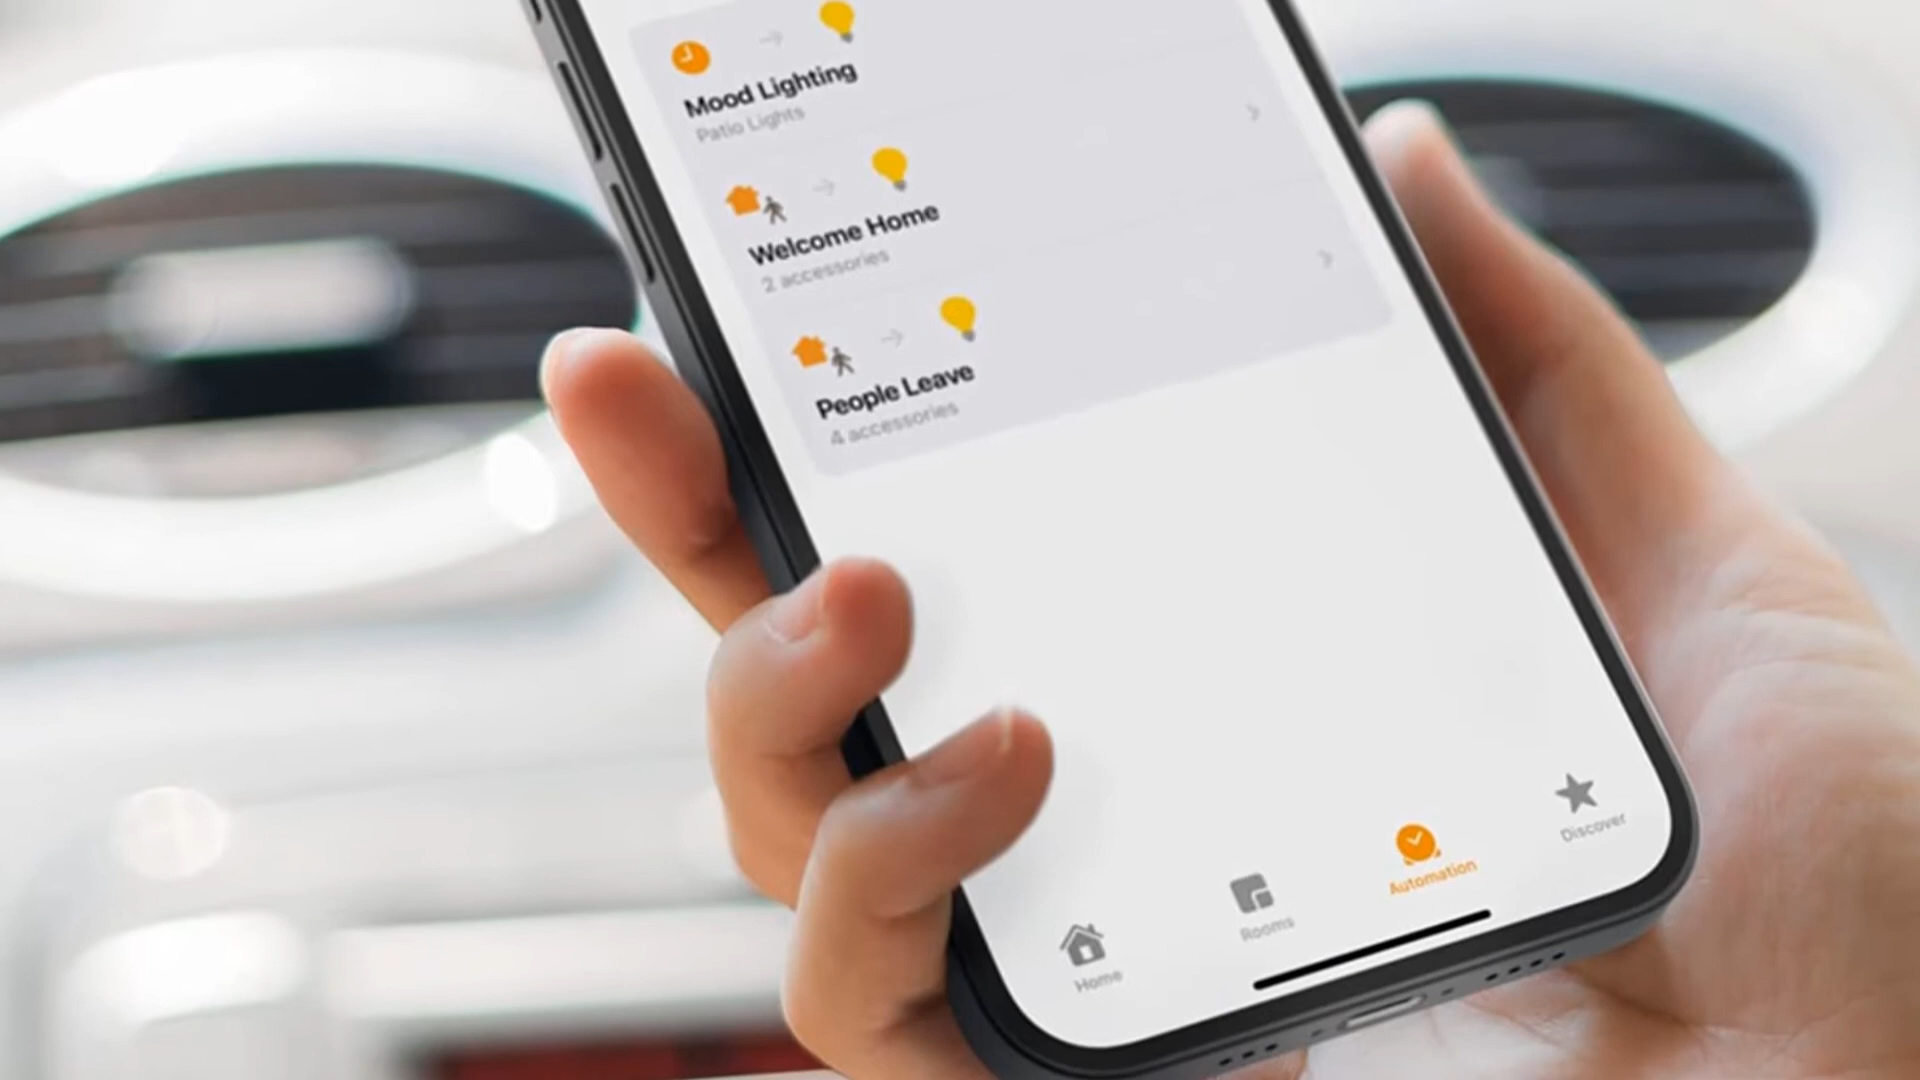 Mood Lighting
Patio Lights
Welcome Home
2 accessories
People Leave
4 accessories
Home
Rooms
Automation
Discover